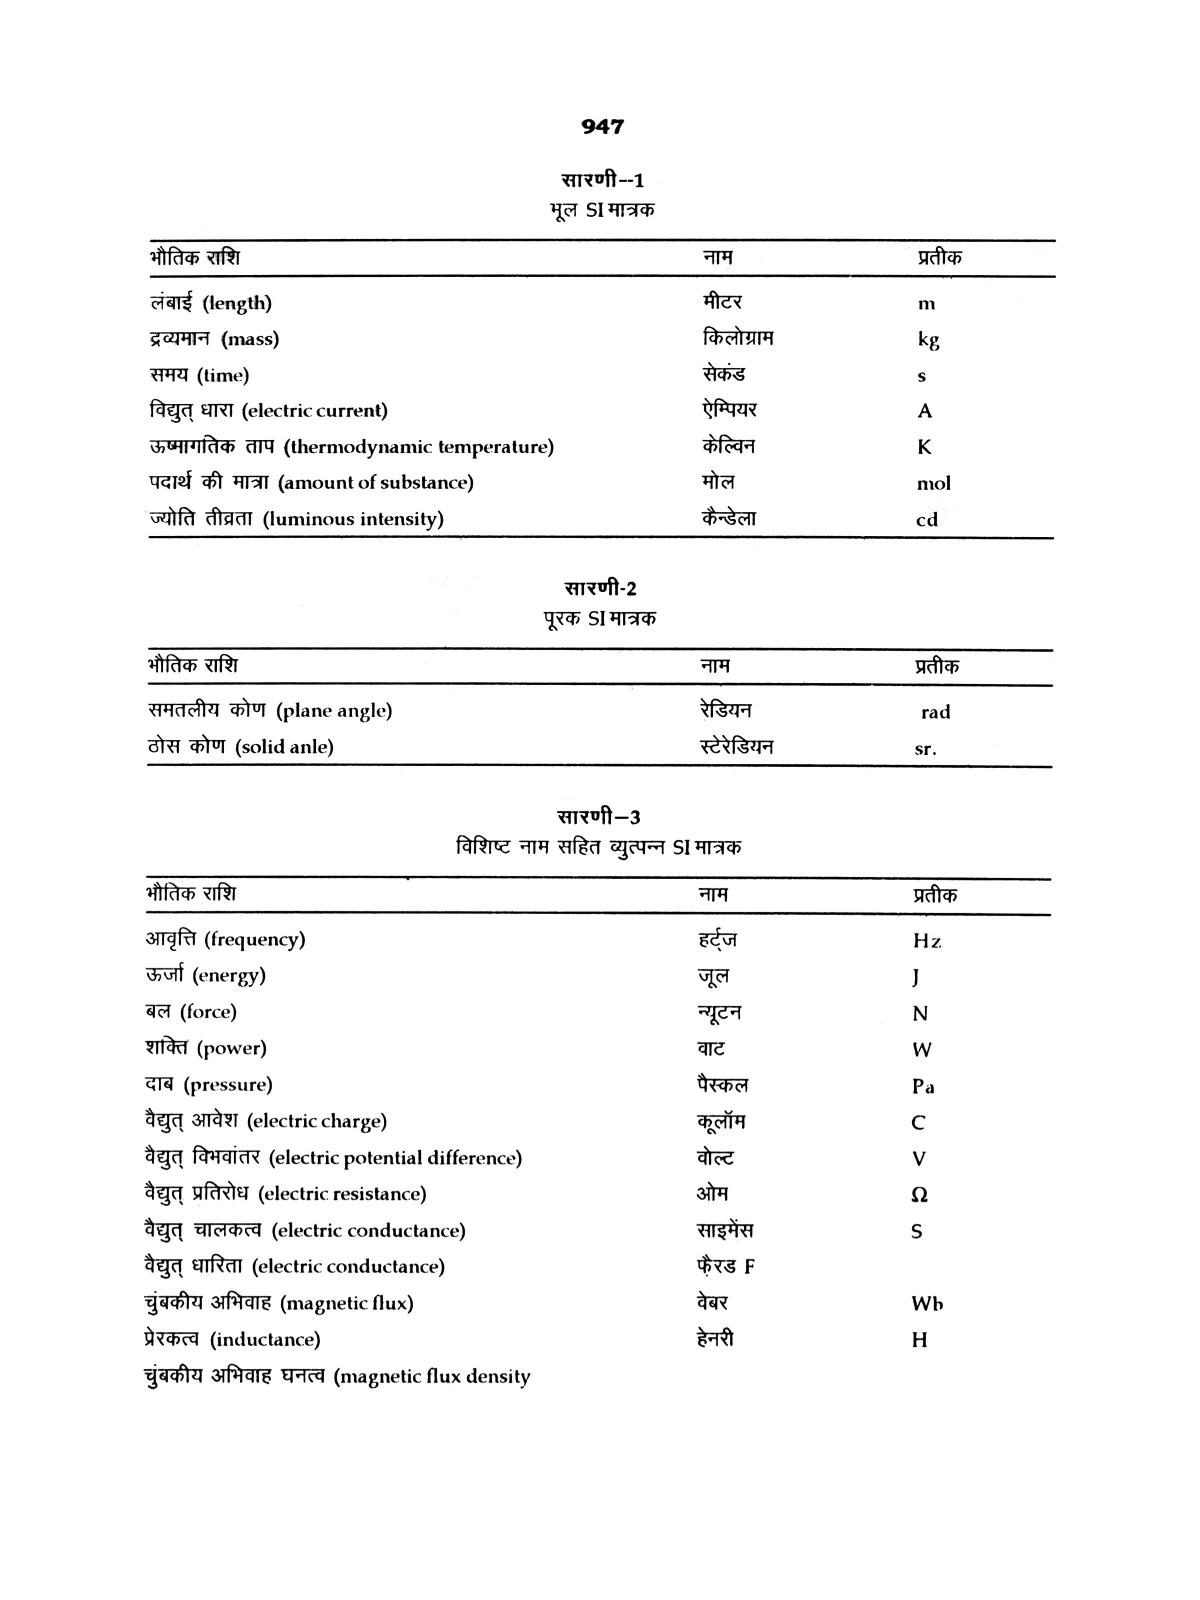 947
सारणी--1
भूल SI मात्रक
भौतिक राशि नाम प्रतीक
लंबाई (length) मीटर m
द्रव्यमान (mass) किलोग्राम kg
समय (time) सेकंड s
विद्युत् धारा (electric current) ऐम्पियर A
ऊष्मागतिक ताप (thermodynamic temperature) केल्विन K
पदार्थ की मात्रा (amount of substance) मोल mol
ज्योति तीव्रता (luminous intensity) कैन्डेला cd
सारणी-2
पूरक SI मात्रक
भौतिक राशि नाम प्रतीक
समतलीय कोण (plane angle) रेडियन rad
ठोस कोण (solid anle) स्टेरेडियन sr.
सारणी–3
विशिष्ट नाम सहित व्युत्पन्न SI मात्रक
भौतिक राशि नाम प्रतीक
आवृत्ति (frequency) हर्ट्ज Hz
ऊर्जा (energy) जूल J
बल (force) न्यूटन N
शक्ति (power) वाट W
दाब (pressure) पैस्कल Pa
वैद्युत् आवेश (electric charge) कूलॉम C
वैद्युत् विभवांतर (electric potential difference) वोल्ट V
वैद्युत् प्रतिरोध (electric resistance) ओम Ω
वैद्युत् चालकत्व (electric conductance) साइमेंस S
वैद्युत् धारिता (electric conductance) फ़ैरड F
चुंबकीय अभिवाह (magnetic flux) वेबर Wb
प्रेरकत्व (inductance) हेनरी H
चुंबकीय अभिवाह घनत्व (magnetic flux density